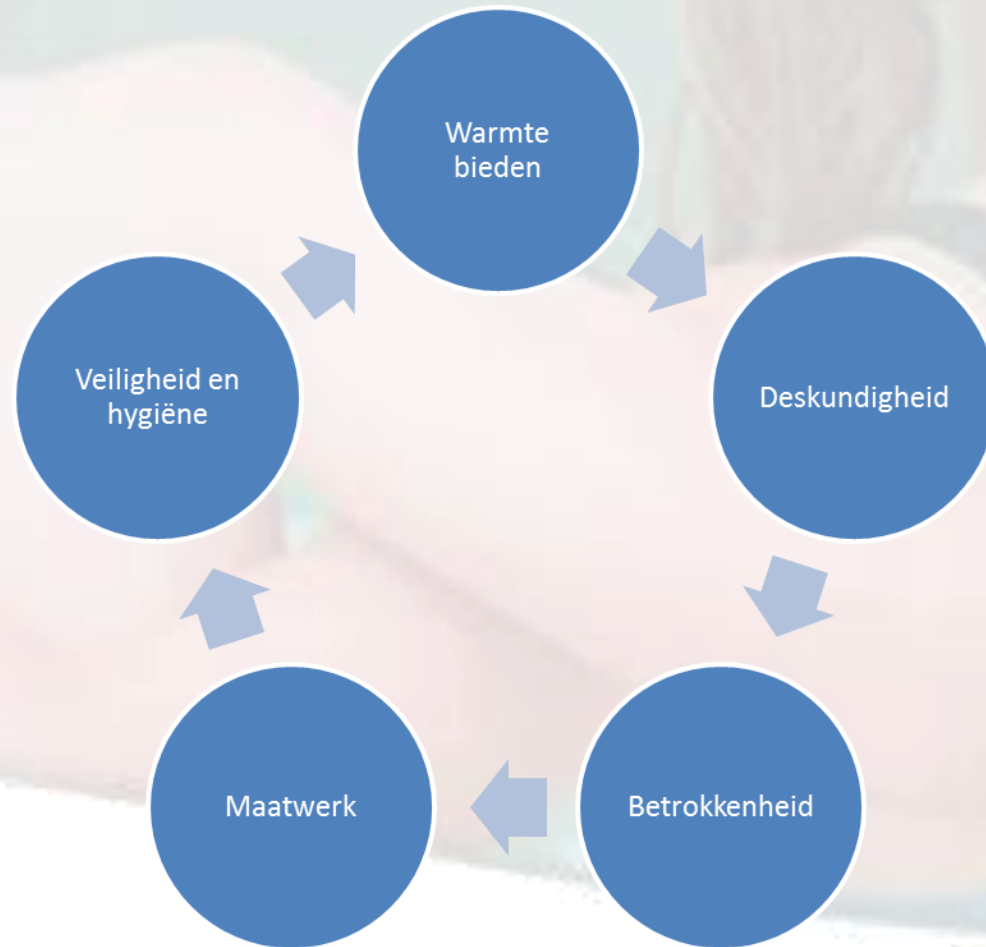 Warmte
bieden
Deskundigheid
Betrokkenheid
Maatwerk
Veiligheid en
hygiëne